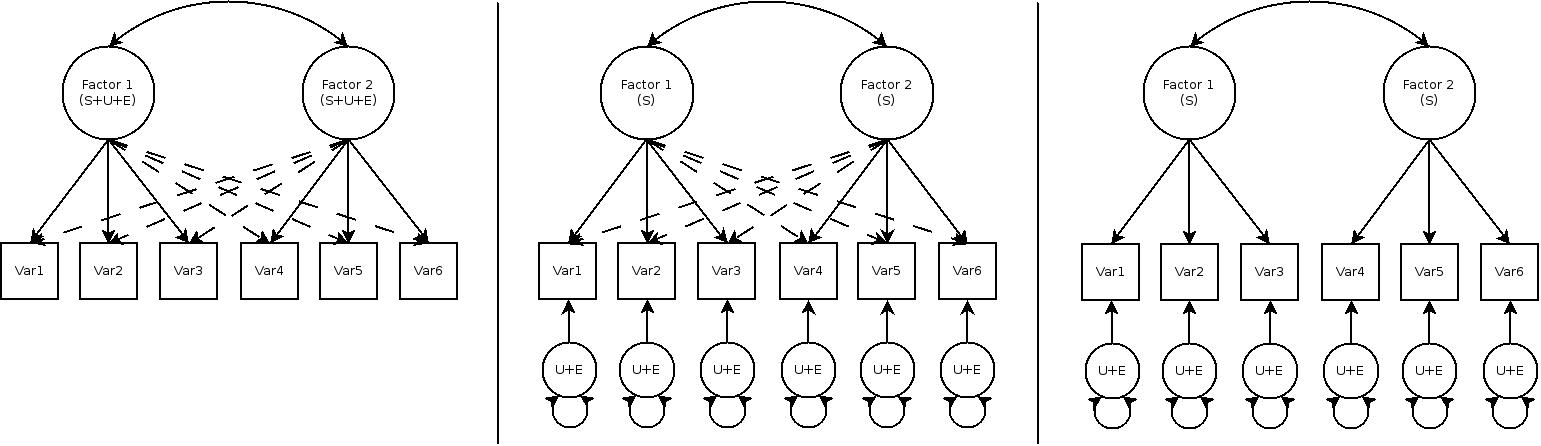 Factor 1
(S+U+E)
Factor 2
(S+U+E)
Var1
Var2
Var3
Var4
Var5
Var6
Factor 1
(S)
Factor 2
(S)
Var1
Var2
Var3
Var4
Var5
Var6
U+E
U+E
U+E
U+E
U+E
U+E
Factor 1
(S)
Factor 2
(S)
Var1
Var2
Var3
Var4
Var5
Var6
U+E
U+E
U+E
U+E
U+E
U+E